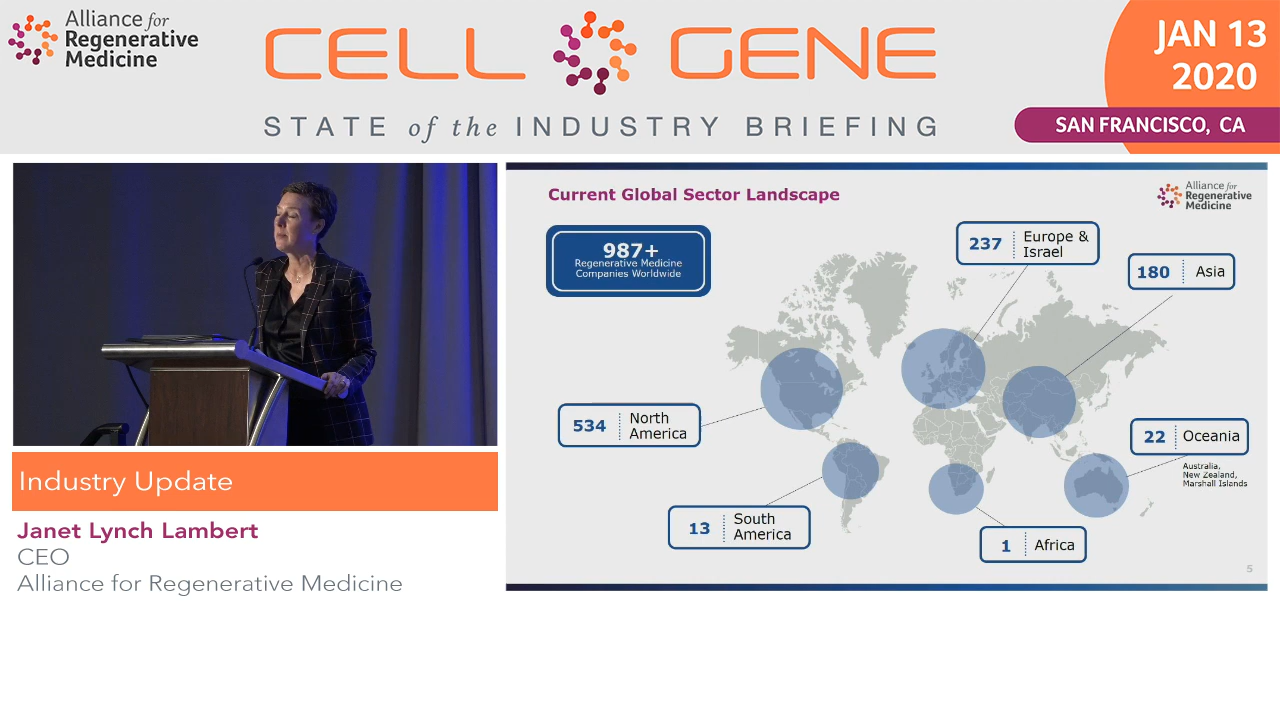 Alliance for
Regenerative
Medicine
CELL GENE
STATE of the INDUSTRY BRIEFING
JAN 13
2020
SAN FRANCISCO, CA
Current Global Sector Landscape
Alliance for
Regenerative
Medicine
987+
Regenerative Medicine
Companies Worldwide
237 Europe &
Israel
180 Asia
534 North
America
22 Oceania
Australia,
New Zealand,
Marshall Islands
13 South
America
1 Africa
5
Industry Update
Janet Lynch Lambert
CEO
Alliance for Regenerative Medicine